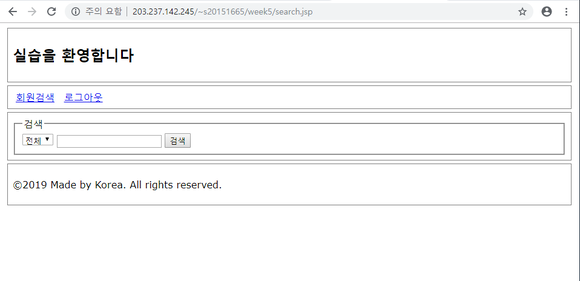 주의 요함 | 203.237.142.245/~s20151665/week5/search.jsp
실습을 환영합니다
회원검색 로그아웃
검색
전체 검색
©2019 Made by Korea. All rights reserved.